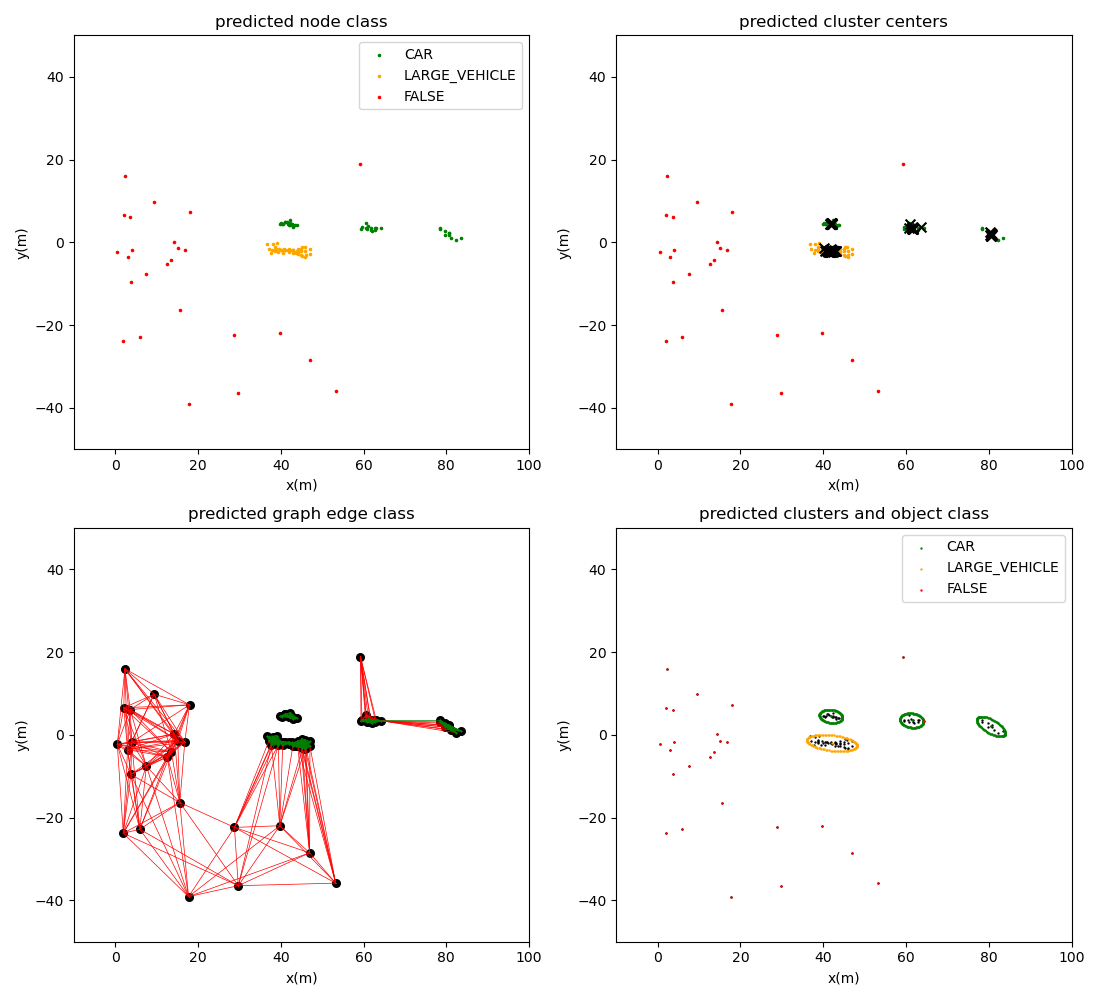 predicted node class
CAR
LARGE_VEHICLE
FALSE
40
20
0
−20
−40
y(m)
0 20 40 60 80 100
x(m)
predicted cluster centers
40
20
0
−20
−40
y(m)
0 20 40 60 80 100
x(m)
predicted graph edge class
40
20
0
−20
−40
y(m)
0 20 40 60 80 100
x(m)
predicted clusters and object class
CAR
LARGE_VEHICLE
FALSE
40
20
0
−20
−40
y(m)
0 20 40 60 80 100
x(m)